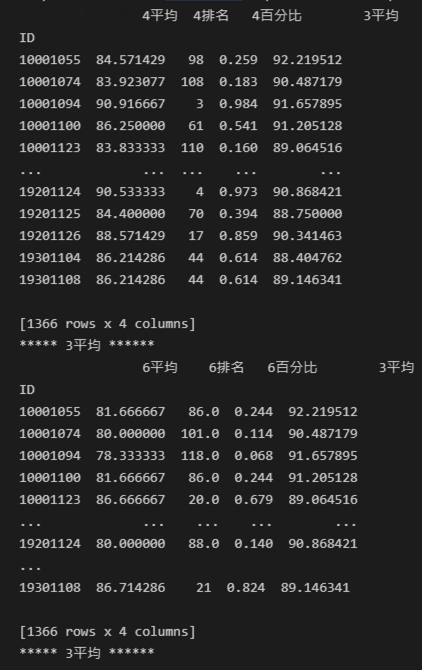 4平均 4排名 4百分比 3平均
ID
10001055 84.571429 98 0.259 92.219512
10001074 83.923077 108 0.183 90.487179
10001094 90.916667 3 0.984 91.657895
10001100 86.250000 61 0.541 91.205128
10001123 83.833333 110 0.160 89.064516
... ... ... ... ...
19201124 90.533333 4 0.973 90.868421
19201125 84.400000 70 0.394 88.750000
19201126 88.571429 17 0.859 90.341463
19301104 86.214286 44 0.614 88.404762
19301108 86.214286 44 0.614 89.146341
[1366 rows x 4 columns]
***** 3平均 ******
6平均 6排名 6百分比 3平均
ID
10001055 81.666667 86.0 0.244 92.219512
10001074 80.000000 101.0 0.114 90.487179
10001094 78.333333 118.0 0.068 91.657895
10001100 81.666667 86.0 0.244 91.205128
10001123 86.666667 20.0 0.679 89.064516
... ... ... ... ...
19201124 80.000000 88.0 0.140 90.868421
...
19301108 86.714286 21 0.824 89.146341
[1366 rows x 4 columns]
***** 3平均 ******